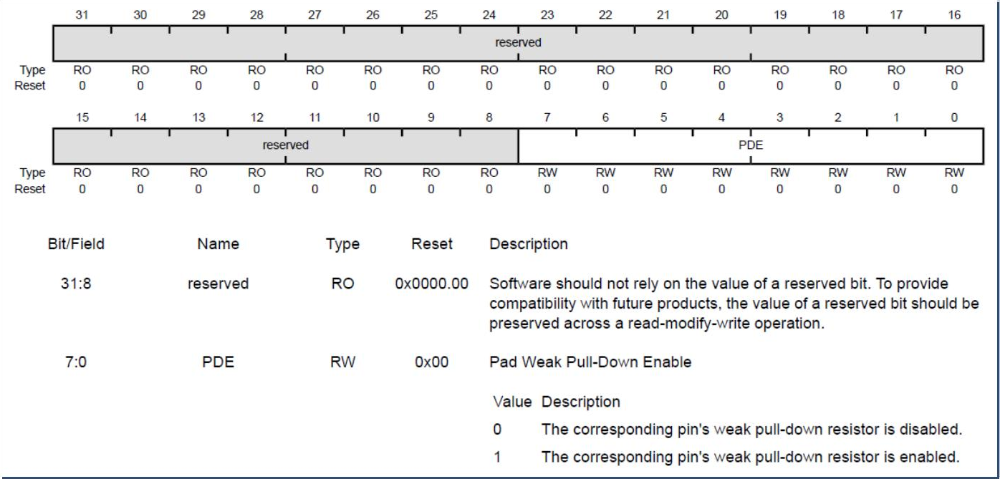 31 30 29 28 27 26 25 24 23 22 21 20 19 18 17 16
reserved
Type RO RO RO RO RO RO RO RO RO RO RO RO RO RO RO RO
Reset 0 0 0 0 0 0 0 0 0 0 0 0 0 0 0 0
15 14 13 12 11 10 9 8 7 6 5 4 3 2 1 0
reserved PDE
Type RO RO RO RO RO RO RO RO RW RW RW RW RW RW RW RW
Reset 0 0 0 0 0 0 0 0 0 0 0 0 0 0 0 0
Bit/Field Name Type Reset Description
31:8 reserved RO 0x0000.00 Software should not rely on the value of a reserved bit. To provide
compatibility with future products, the value of a reserved bit should be
preserved across a read-modify-write operation.
7:0 PDE RW 0x00 Pad Weak Pull-Down Enable
Value Description
0 The corresponding pin's weak pull-down resistor is disabled.
1 The corresponding pin's weak pull-down resistor is enabled.